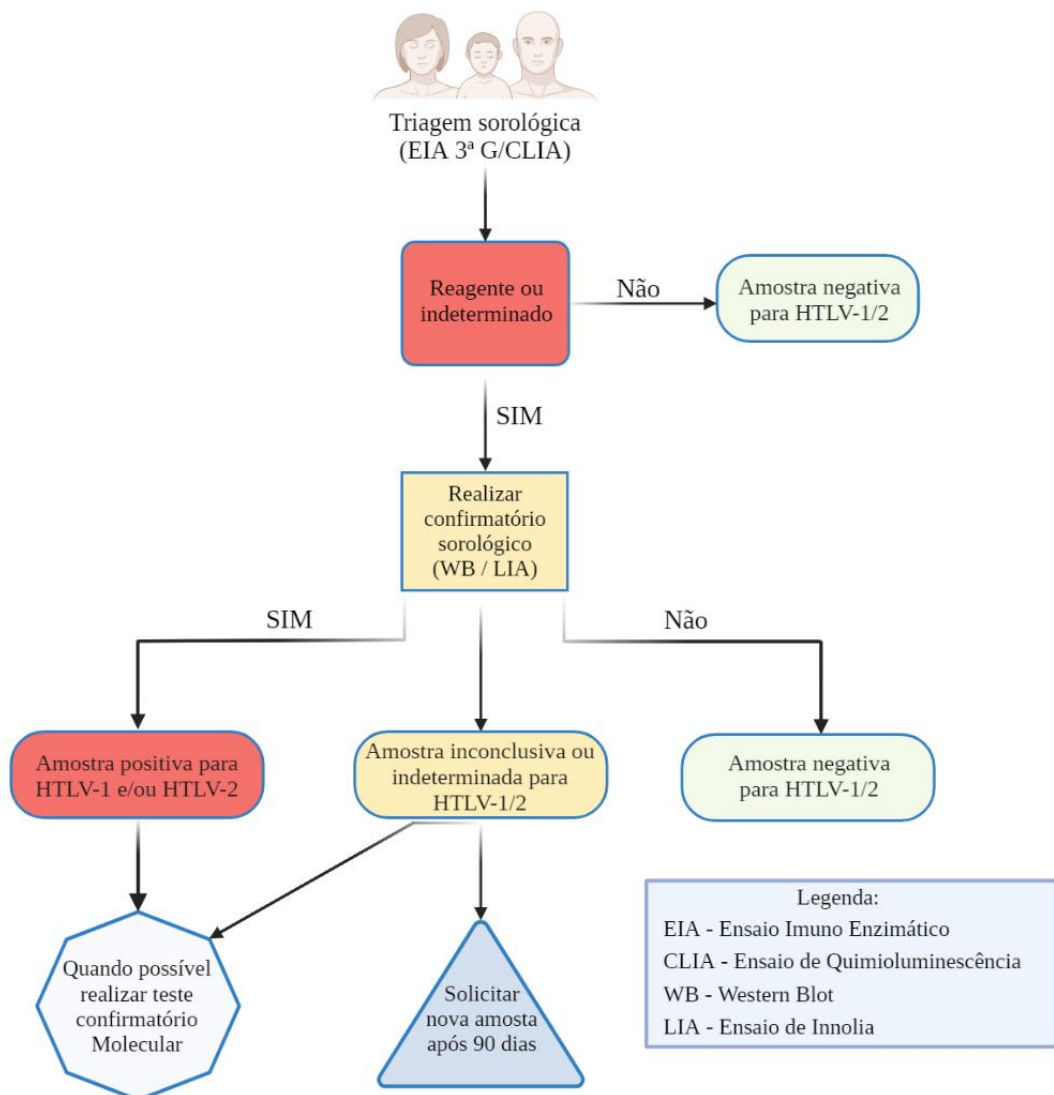 Triagem sorológica
(EIA 3ª G/CLIA)
Reagente ou
indeterminado
Não
Amostra negativa
para HTLV-1/2
SIM
Realizar
confirmatório
sorológico
(WB / LIA)
SIM
Não
Amostra positiva para
HTLV-1 e/ou HTLV-2
Amostra inconclusiva ou
indeterminada para
HTLV-1/2
Amostra negativa
para HTLV-1/2
Quando possível
realizar teste
confirmatório
Molecular
Solicitar
nova amosta
após 90 dias
Legenda:
EIA - Ensaio Imuno Enzimático
CLIA - Ensaio de Quimioluminescência
WB - Western Blot
LIA - Ensaio de Innolia